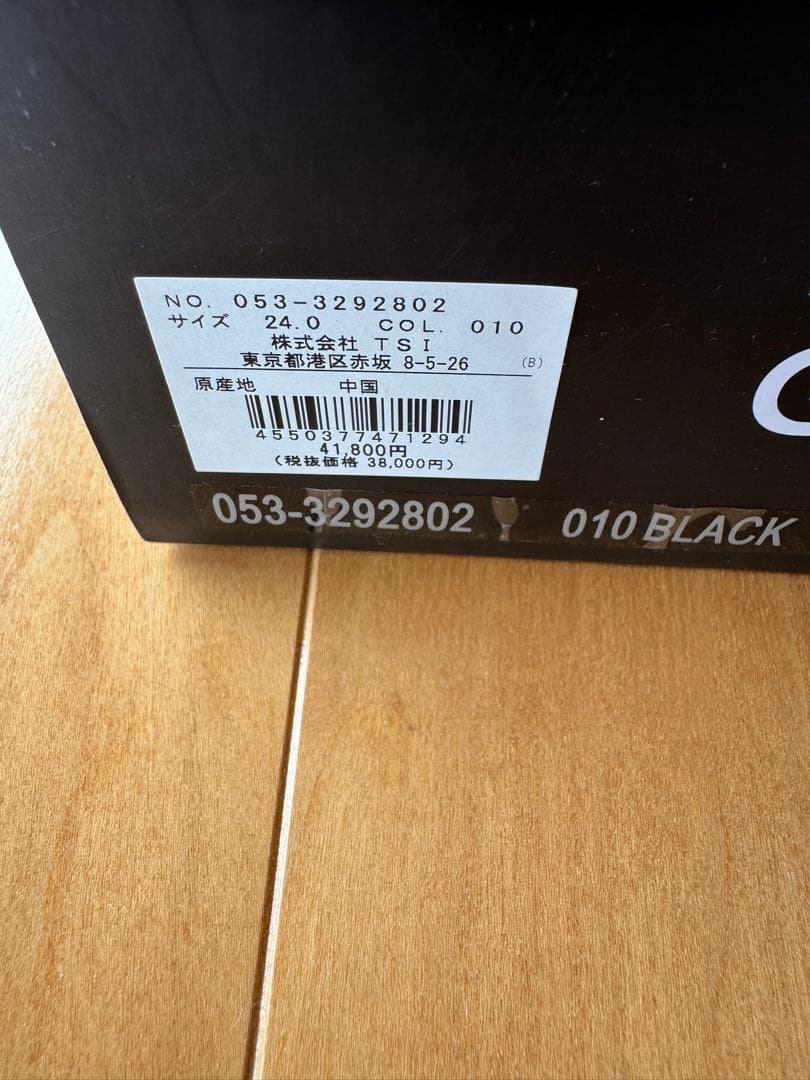 NO. 053-3292802
サイズ 24.0 COL. 010
株式会社 TSI
東京都港区赤坂 8-5-26 (B)
原産地 中国
4550377471294
41,800円
(税抜価格 38,000円)
053-3292802 010 BLACK